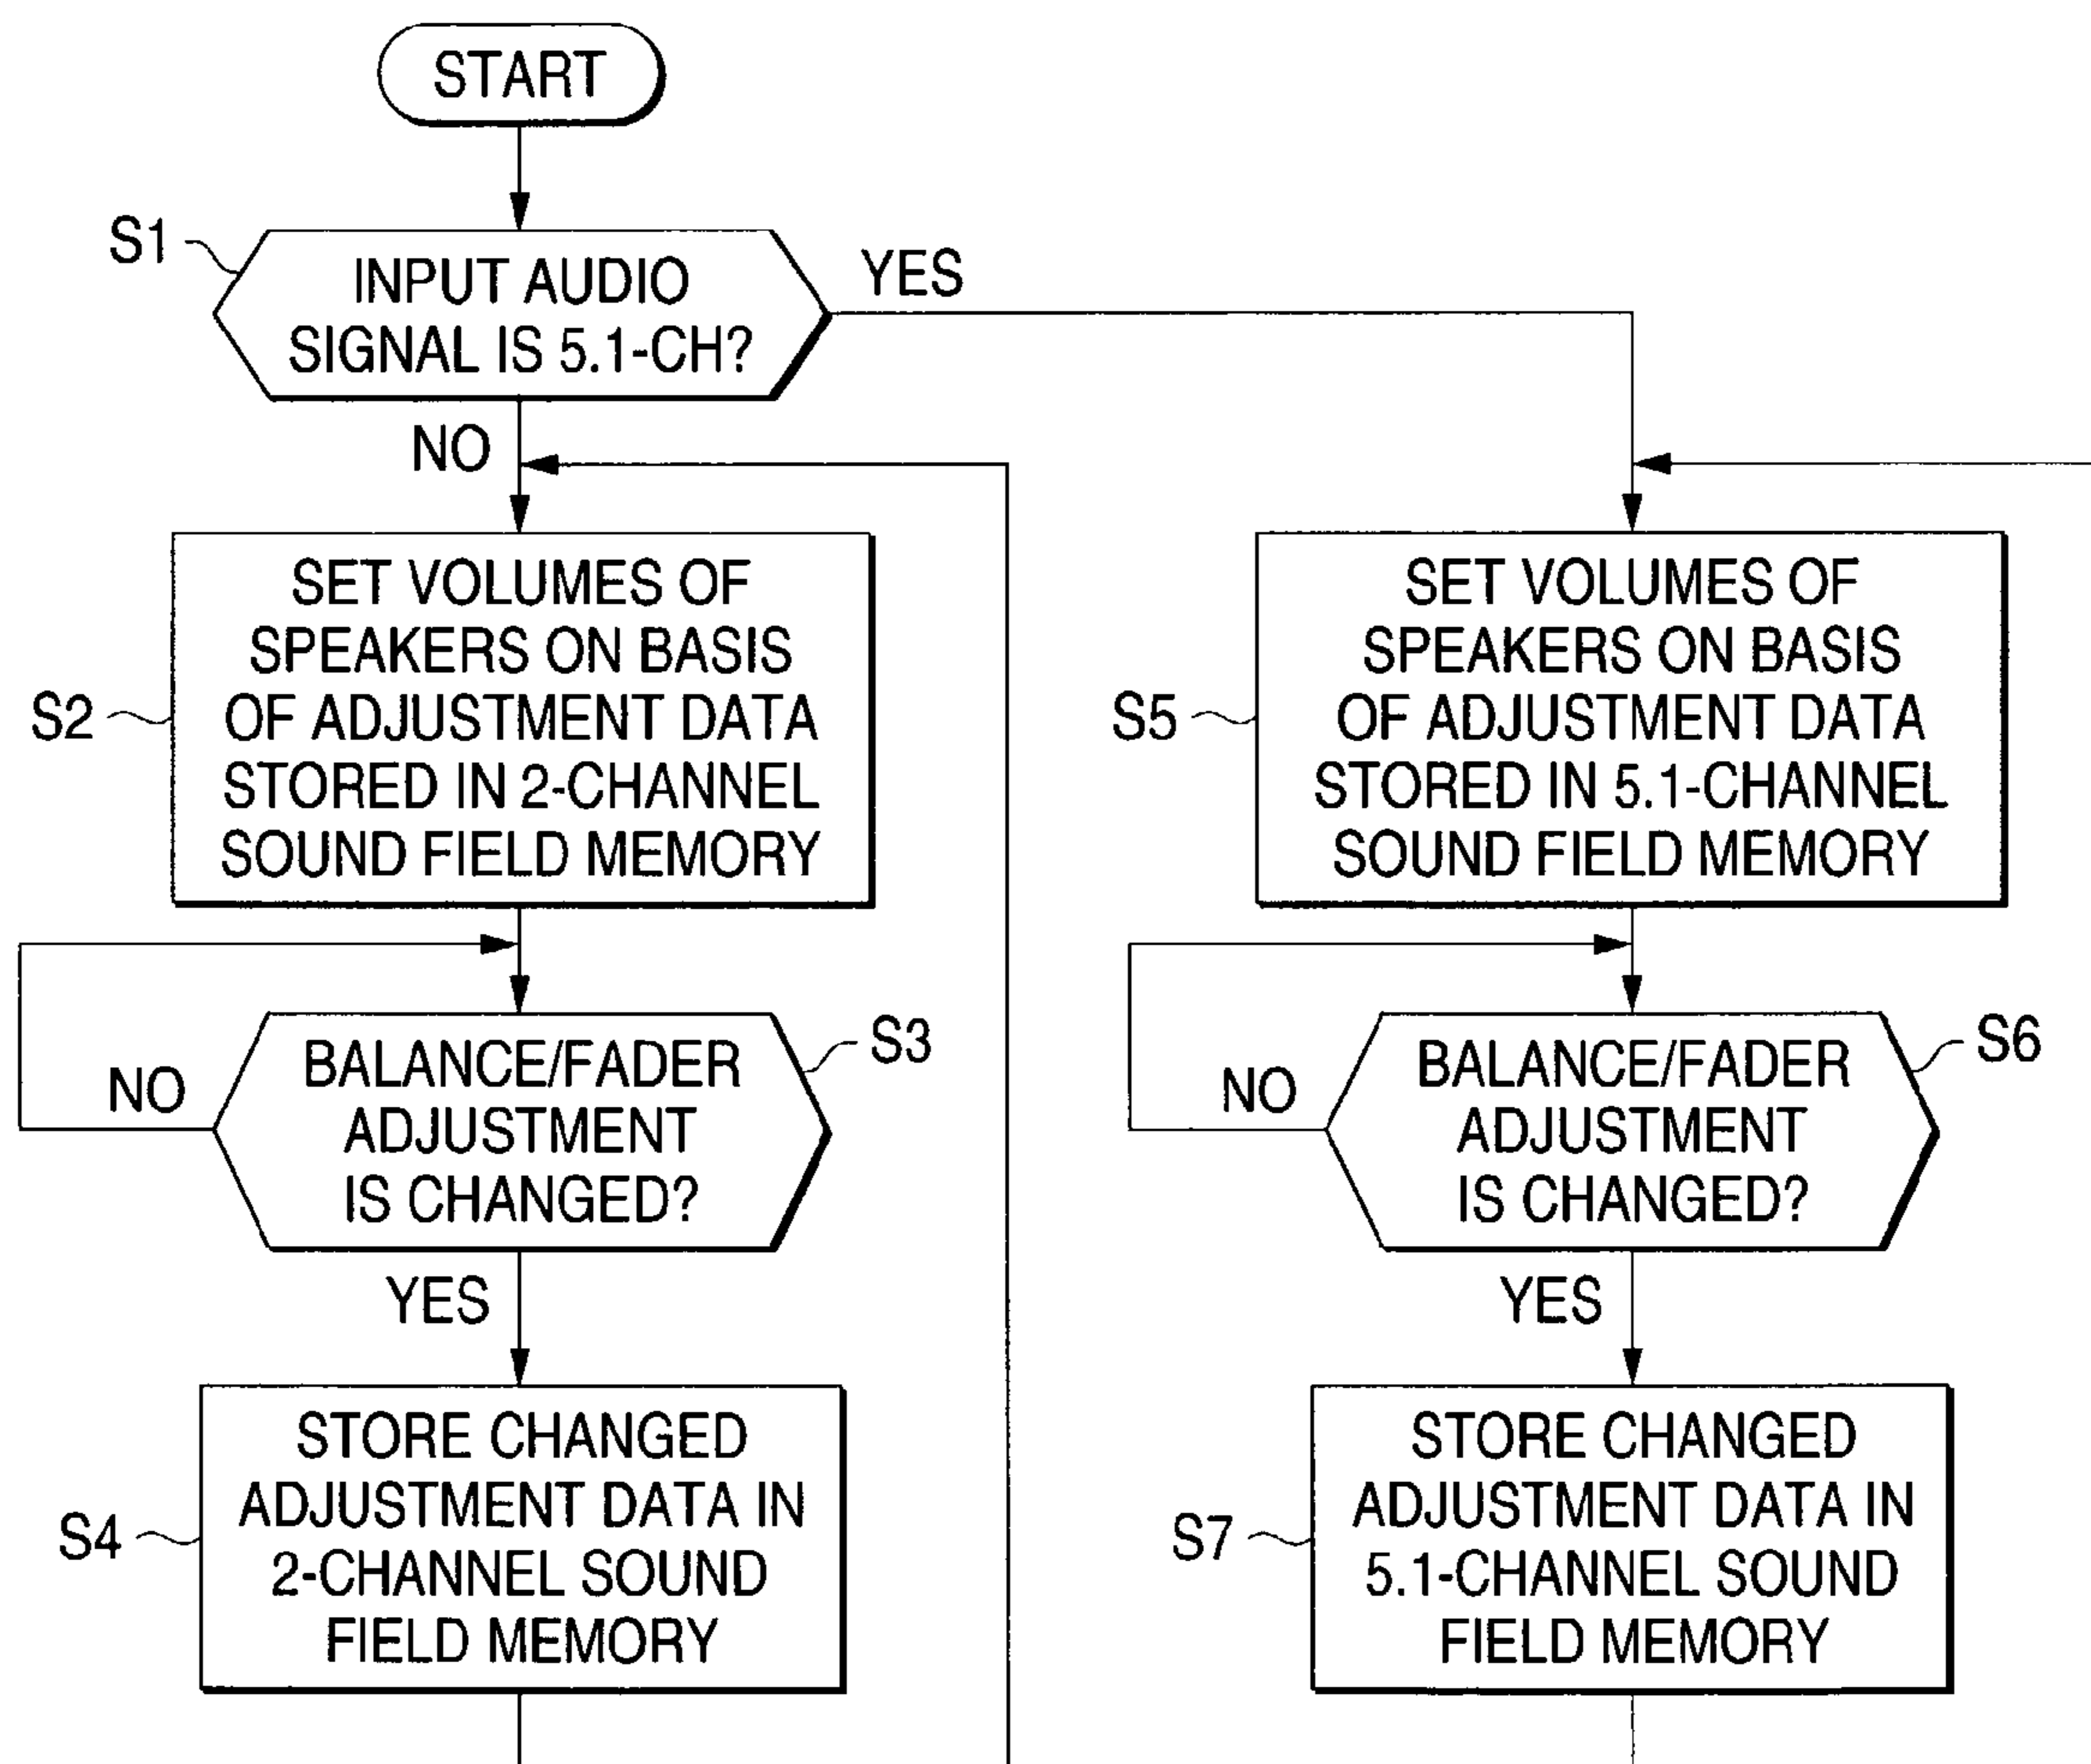 START
S1
INPUT AUDIO
SIGNAL IS 5.1-CH?
YES
NO
S2
SET VOLUMES OF
SPEAKERS ON BASIS
OF ADJUSTMENT DATA
STORED IN 2-CHANNEL
SOUND FIELD MEMORY
S3
BALANCE/FADER
ADJUSTMENT
IS CHANGED?
NO
YES
S4
STORE CHANGED
ADJUSTMENT DATA IN
2-CHANNEL SOUND
FIELD MEMORY
S5
SET VOLUMES OF
SPEAKERS ON BASIS
OF ADJUSTMENT DATA
STORED IN 5.1-CHANNEL
SOUND FIELD MEMORY
S6
BALANCE/FADER
ADJUSTMENT
IS CHANGED?
NO
YES
S7
STORE CHANGED
ADJUSTMENT DATA IN
5.1-CHANNEL SOUND
FIELD MEMORY